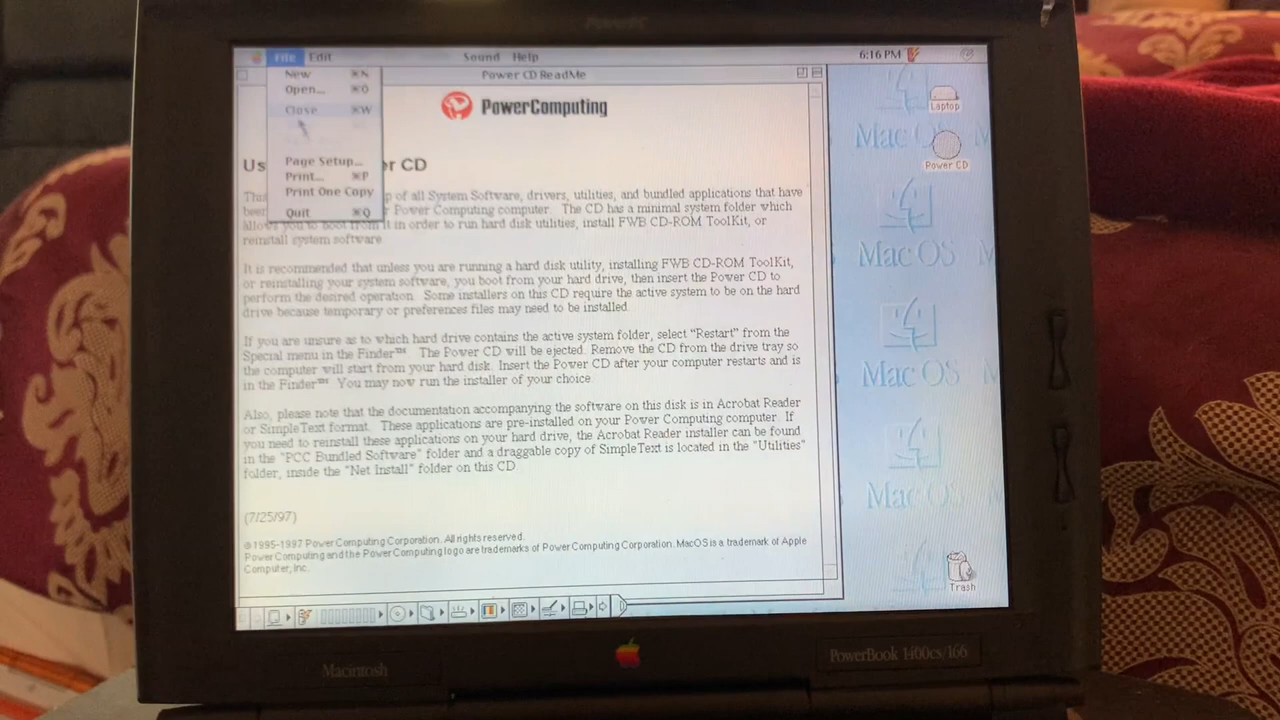 PowerPC
File Edit Sound Help 6:16 PM
Power CD ReadMe
New ⌘N
Open... ⌘O
Close ⌘W
Page Setup...
Print... ⌘P
Print One Copy
Quit ⌘Q
PowerComputing
Us er CD
This p of all System Software, drivers, utilities, and bundled applications that have
been Power Computing computer. The CD has a minimal system folder which
allows you to boot from it in order to run hard disk utilities, install FWB CD-ROM ToolKit, or
reinstall system software.
It is recommended that unless you are running a hard disk utility, installing FWB CD-ROM ToolKit,
or reinstalling your system software, you boot from your hard drive, then insert the Power CD to
perform the desired operation. Some installers on this CD require the active system to be on the hard
drive because temporary or preferences files may need to be installed.
If you are unsure as to which hard drive contains the active system folder, select "Restart" from the
Special menu in the Finder™. The Power CD will be ejected. Remove the CD from the drive tray so
the computer will start from your hard disk. Insert the Power CD after your computer restarts and is
in the Finder™. You may now run the installer of your choice.
Also, please note that the documentation accompanying the software on this disk is in Acrobat Reader
or SimpleText format. These applications are pre-installed on your Power Computing computer. If
you need to reinstall these applications on your hard drive, the Acrobat Reader installer can be found
in the "PCC Bundled Software" folder and a draggable copy of SimpleText is located in the "Utilities"
folder, inside the "Net Install" folder on this CD
(7/25/97)
©1995-1997 Power Computing Corporation. All rights reserved.
Power Computing and the Power Computing logo are trademarks of Power Computing Corporation. MacOS is a trademark of Apple
Computer, Inc.
Laptop
Mac OS
Power CD
Mac OS
Mac OS
Mac OS
Trash
Macintosh
PowerBook 1400cs/166